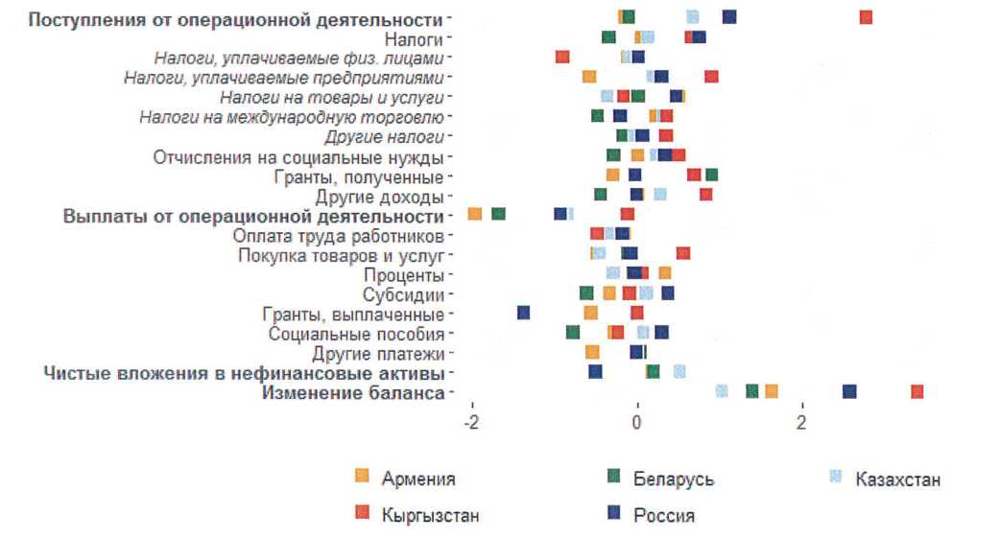 Поступления от операционной деятельности
Налоги
Налоги, уплачиваемые физ. лицами
Налоги, уплачиваемые предприятиями
Налоги на товары и услуги
Налоги на международную торговлю
Другие налоги
Отчисления на социальные нужды
Гранты, полученные
Другие доходы
Выплаты от операционной деятельности
Оплата труда работников
Покупка товаров и услуг
Проценты
Субсидии
Гранты, выплаченные
Социальные пособия
Другие платежи
Чистые вложения в нефинансовые активы
Изменение баланса
-2 0 2
Армения Беларусь Казахстан
Кыргызстан Россия